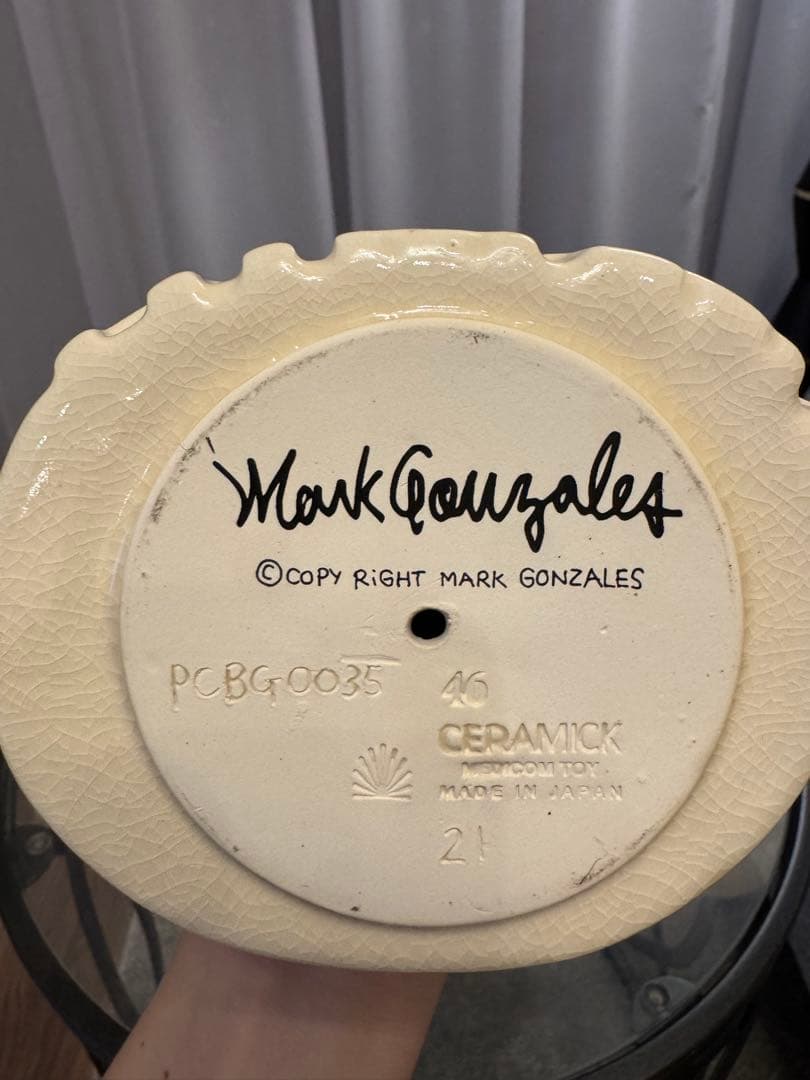 Mark Gonzales
©COPY RiGHT MARK GONZALES
PCBG0035 46
CERAMICK
MEDICOM TOY
MADE IN JAPAN
21